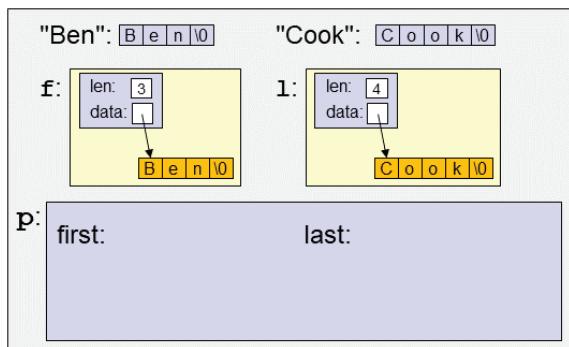 "Ben": B e n \0 "Cook": C o o k \0
f: len: 3 l: len: 4
data: data:
B e n \0 C o o k \0
p:
first: last: